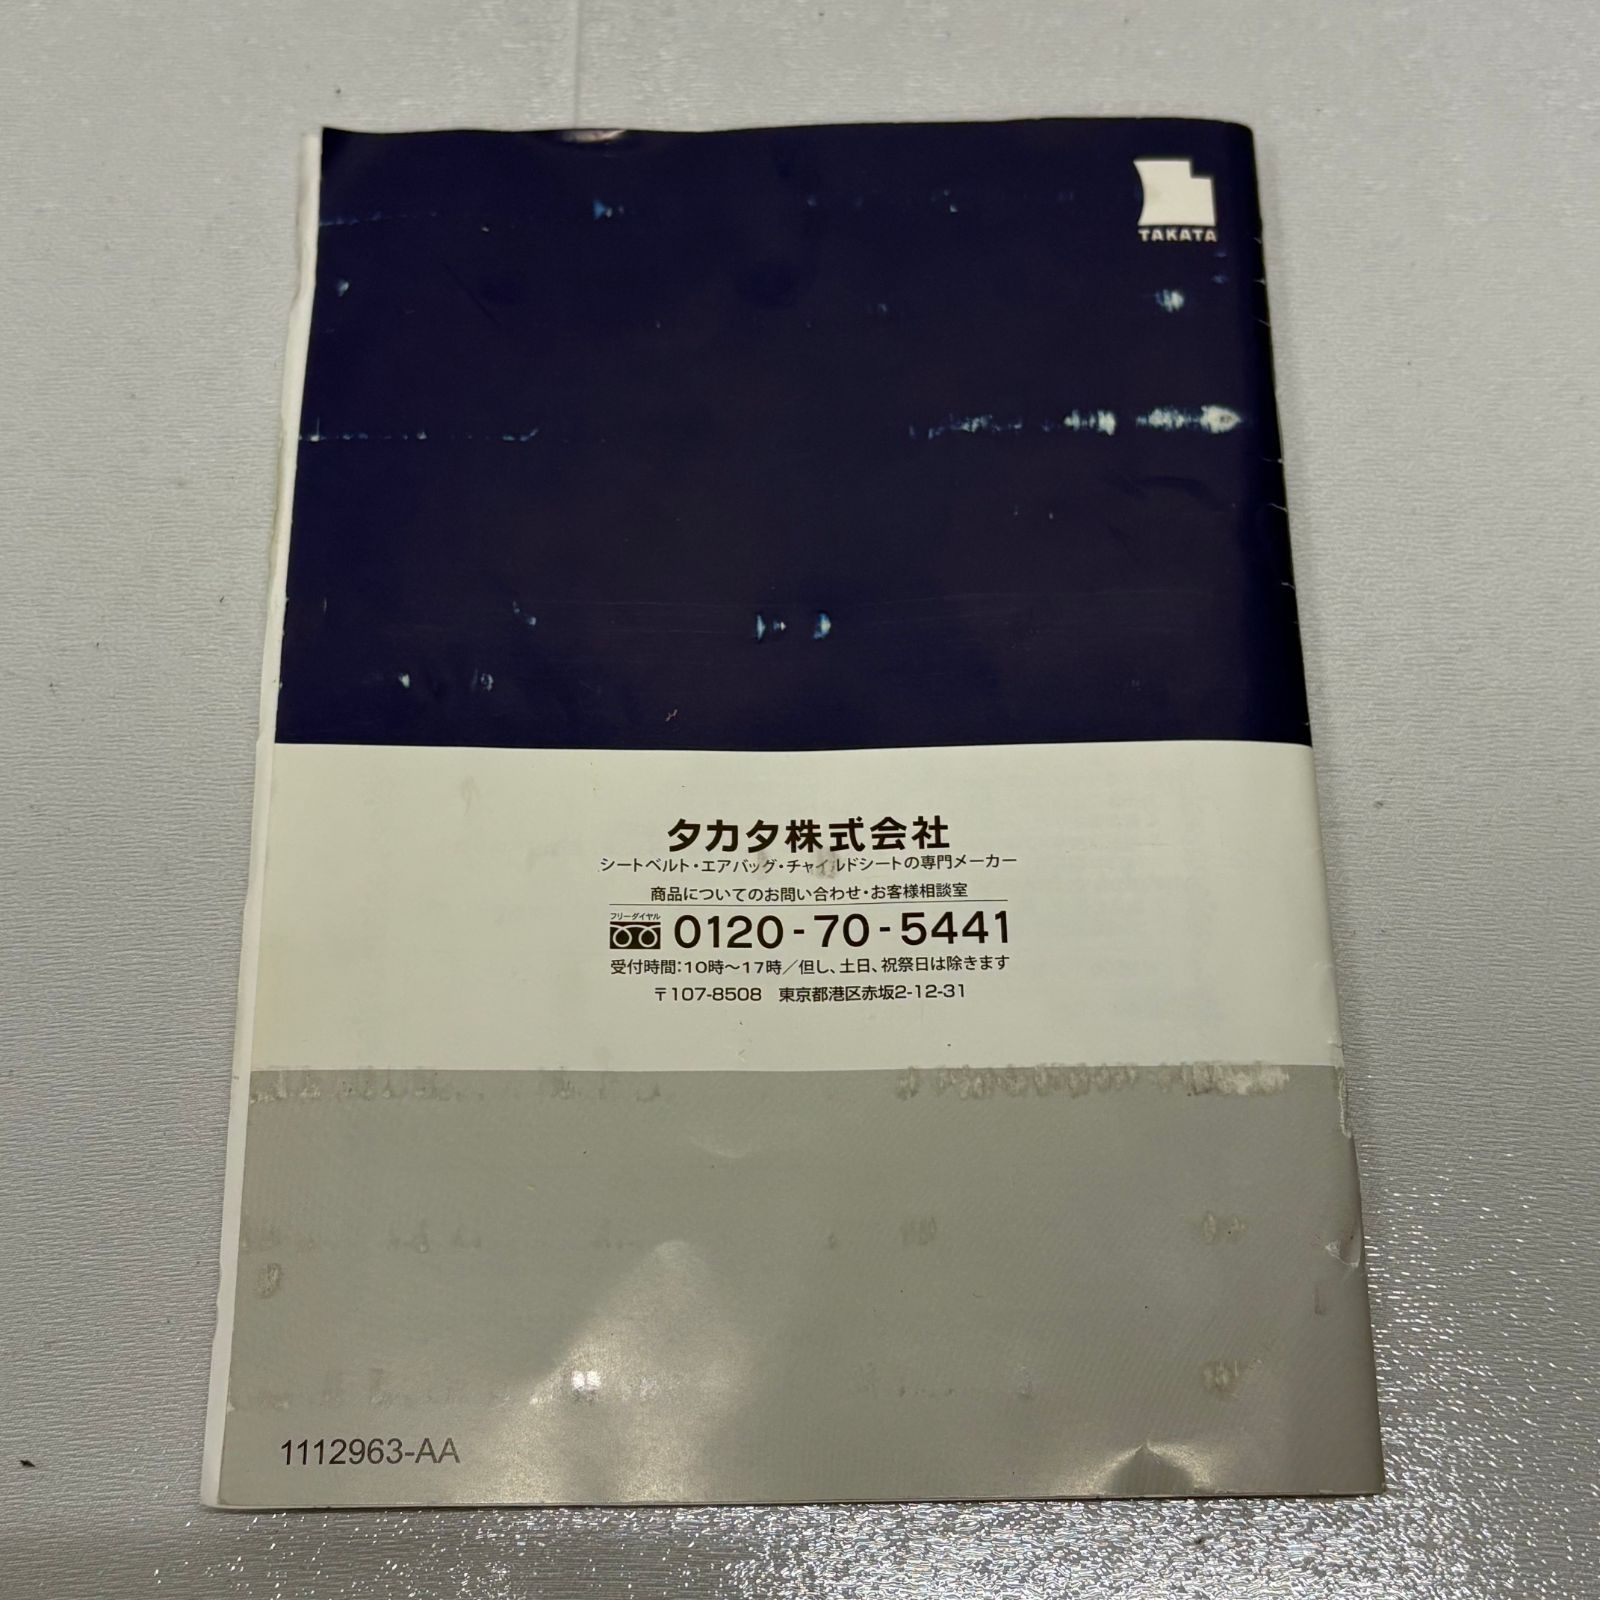 TAKATA
タカタ株式会社
シートベルト・エアバッグ・チャイルドシートの専門メーカー
商品についてのお問い合わせ・お客様相談室
フリーダイヤル
0120-70-5441
受付時間:10時〜17時／但し、土日、祝祭日は除きます
〒107-8508 東京都港区赤坂2-12-31
1112963-AA